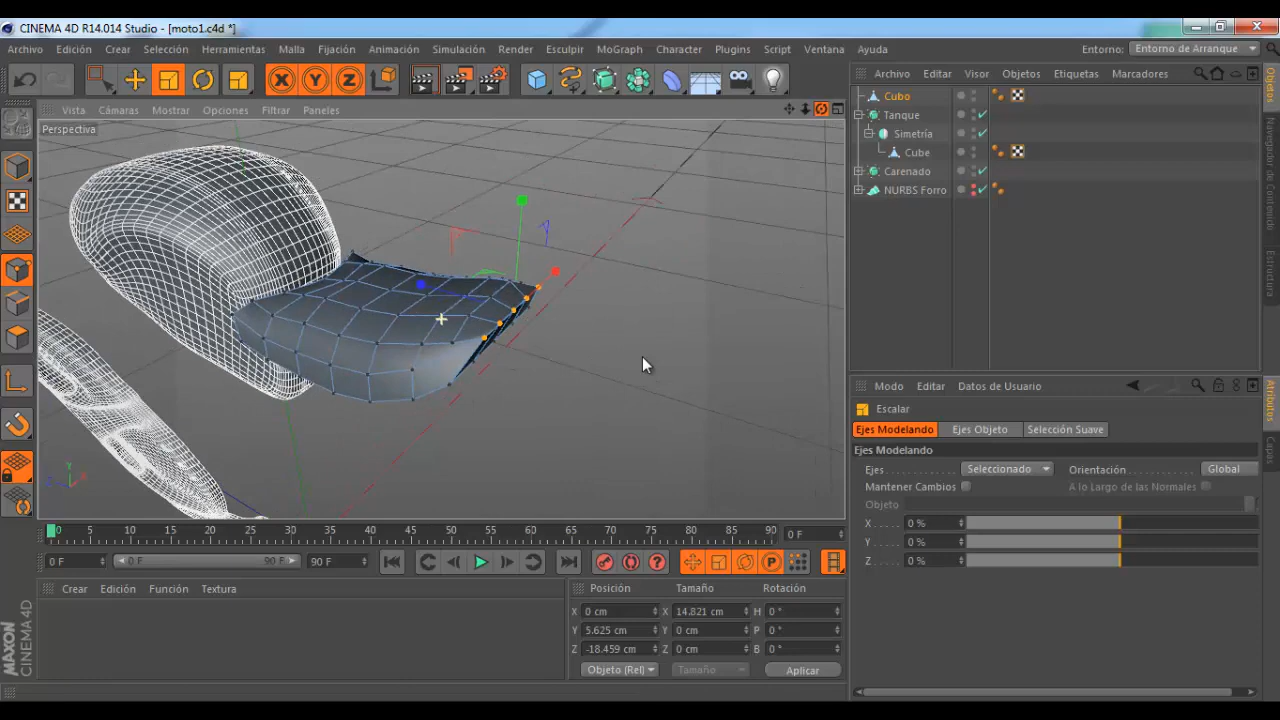 CINEMA 4D R14.014 Studio - [moto1.c4d *]
Archivo Edición Crear Selección Herramientas Malla Fijación Animación Simulación Render Esculpir MoGraph Character Plugins Script Ventana Ayuda Entorno: Entorno de Arranque
X Y Z
Vista Cámaras Mostrar Opciones Filtrar Paneles
Perspectiva
Archivo Editar Visor Objetos Etiquetas Marcadores
Cubo
Tanque
Simetría
Cube
Carenado
NURBS Forro
Objetos
Navegador de Contenido
Estructura
Modo Editar Datos de Usuario
Escalar
Ejes Modelando Ejes Objeto Selección Suave
Ejes Modelando
Ejes Seleccionado Orientación Global
Mantener Cambios A lo Largo de las Normales
Objeto
X 0 %
Y 0 %
Z 0 %
Atributos
Capas
Y X Z
0 5 10 15 20 25 30 35 40 45 50 55 60 65 70 75 80 85 90 0 F
0 F 0 F 90 F 90 F P
Crear Edición Función Textura
Posición Tamaño Rotación
X 0 cm X 14.821 cm H 0 °
Y 5.625 cm Y 0 cm P 0 °
Z -18.459 cm Z 0 cm B 0 °
Objeto (Rel) Tamaño Aplicar
MAXON CINEMA 4D